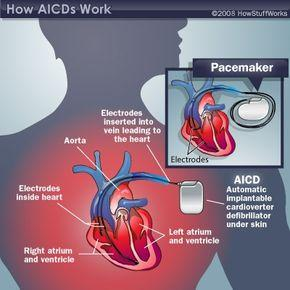 How AICDs Work
©2008 HowStuffWorks
Pacemaker
Electrodes
Electrodes
inserted into
vein leading to
the heart
Aorta
Electrodes
inside heart
AICD
Automatic
implantable
cardioverter
defibrillator
under skin
Left atrium
and ventricle
Right atrium
and ventricle